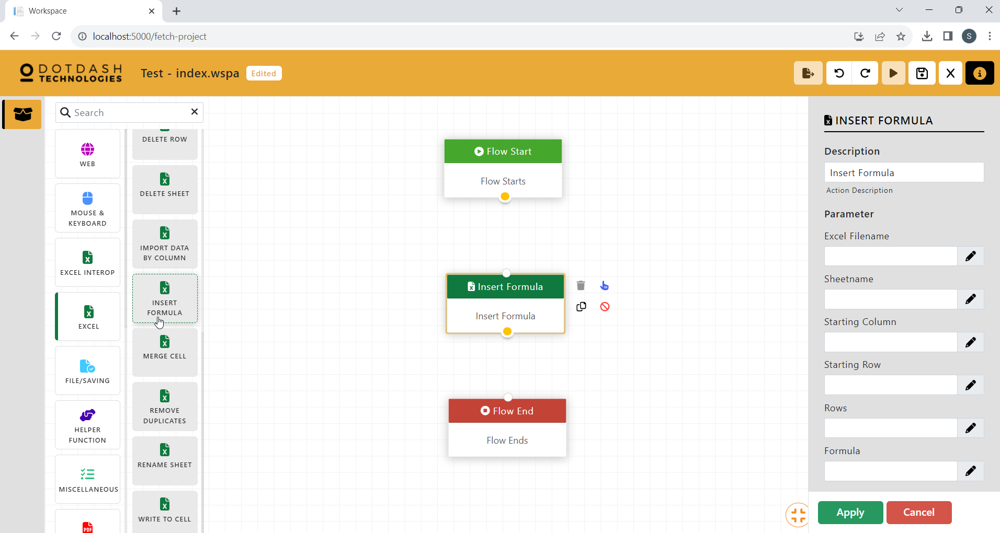 Workspace
localhost:5000/fetch-project
S
DOTDASH
TECHNOLOGIES
Test - index.wspa
Edited
Search
WEB
MOUSE &
KEYBOARD
EXCEL INTEROP
EXCEL
FILE/SAVING
HELPER
FUNCTION
MISCELLANEOUS
PDF
DELETE ROW
DELETE SHEET
IMPORT DATA
BY COLUMN
INSERT
FORMULA
MERGE CELL
REMOVE
DUPLICATES
RENAME SHEET
WRITE TO CELL
Flow Start
Flow Starts
Insert Formula
Insert Formula
Flow End
Flow Ends
INSERT FORMULA
Description
Insert Formula
Action Description
Parameter
Excel Filename
Sheetname
Starting Column
Starting Row
Rows
Formula
Apply
Cancel